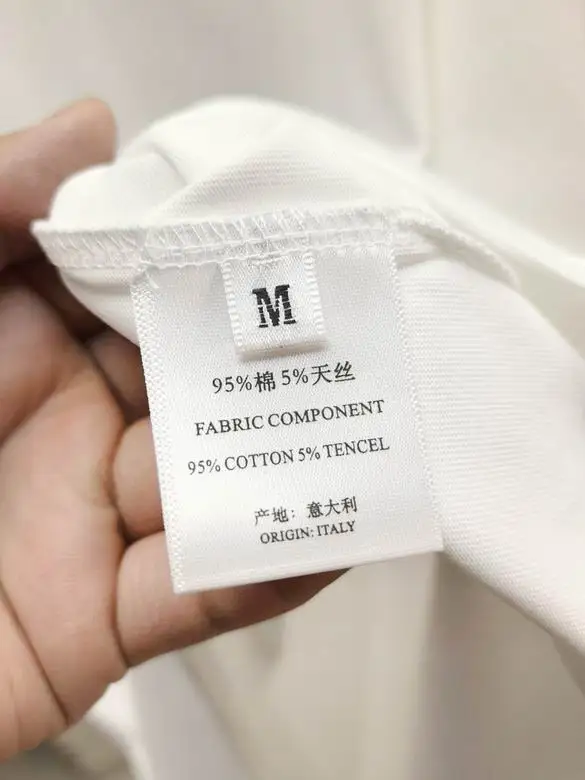 M
95%棉 5%天丝
FABRIC COMPONENT
95% COTTON 5% TENCEL
产地：意大利
ORIGIN: ITALY